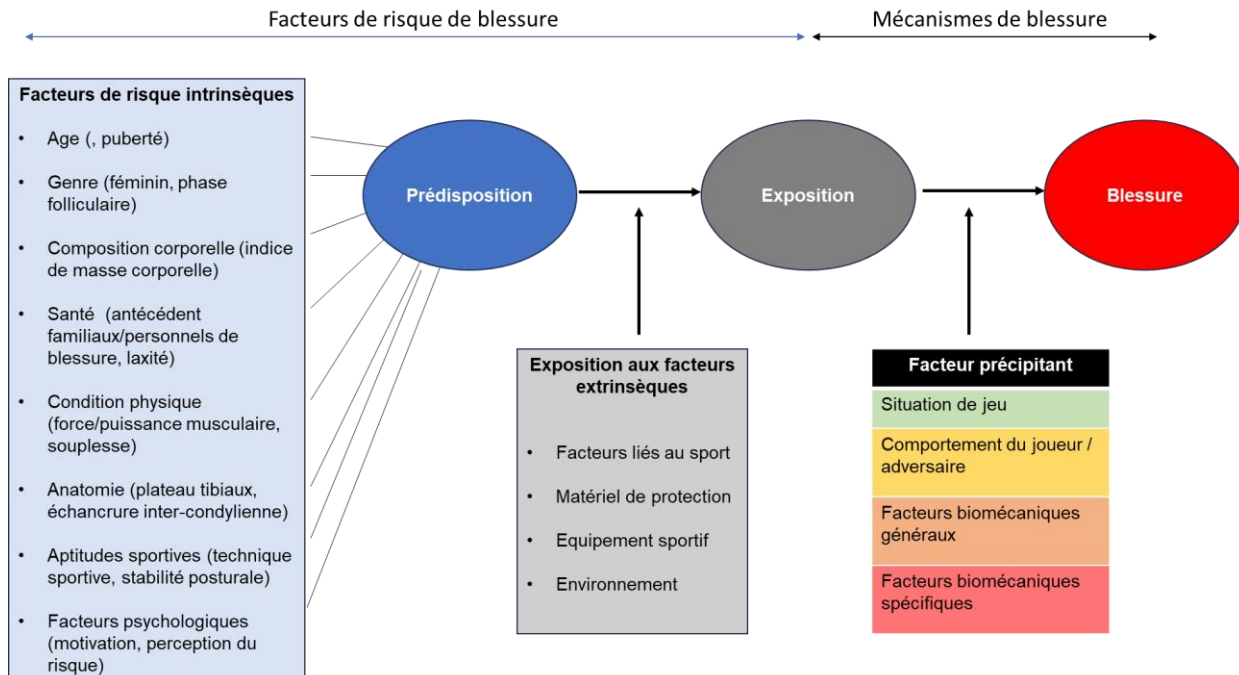 Facteurs de risque de blessure
Mécanismes de blessure
Facteurs de risque intrinsèques
• Age (, puberté)
• Genre (féminin, phase
folliculaire)
• Composition corporelle (indice
de masse corporelle)
• Santé (antécédent
familiaux/personnels de
blessure, laxité)
• Condition physique
(force/puissance musculaire,
souplesse)
• Anatomie (plateau tibiaux,
échancrure inter-condylienne)
• Aptitudes sportives (technique
sportive, stabilité posturale)
• Facteurs psychologiques
(motivation, perception du
risque)
Prédisposition
Exposition
Blessure
Exposition aux facteurs
extrinsèques
• Facteurs liés au sport
• Matériel de protection
• Equipement sportif
• Environnement
Facteur précipitant
Situation de jeu
Comportement du joueur /
adversaire
Facteurs biomécaniques
généraux
Facteurs biomécaniques
spécifiques